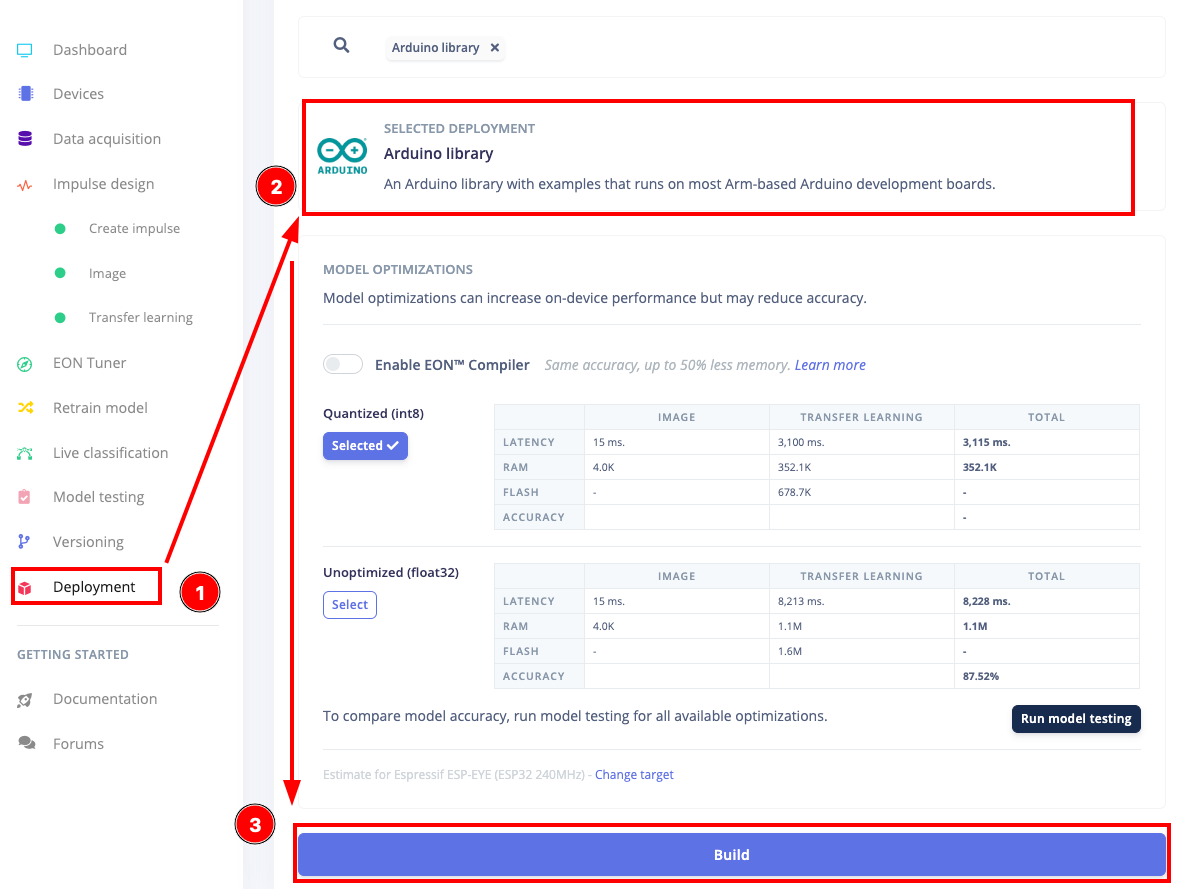 Dashboard
Devices
Data acquisition
Impulse design
Create impulse
Image
Transfer learning
EON Tuner
Retrain model
Live classification
Model testing
Versioning
Deployment
1
GETTING STARTED
Documentation
Forums
Arduino library ×
2
ARDUINO
SELECTED DEPLOYMENT
Arduino library
An Arduino library with examples that runs on most Arm-based Arduino development boards.
MODEL OPTIMIZATIONS
Model optimizations can increase on-device performance but may reduce accuracy.
Enable EON™ Compiler Same accuracy, up to 50% less memory. Learn more
Quantized (int8)
Selected ✓
IMAGE TRANSFER LEARNING TOTAL
LATENCY 15 ms. 3,100 ms. 3,115 ms.
RAM 4.0K 352.1K 352.1K
FLASH - 678.7K -
ACCURACY -
Unoptimized (float32)
Select
IMAGE TRANSFER LEARNING TOTAL
LATENCY 15 ms. 8,213 ms. 8,228 ms.
RAM 4.0K 1.1M 1.1M
FLASH - 1.6M -
ACCURACY 87.52%
To compare model accuracy, run model testing for all available optimizations.
Run model testing
Estimate for Espressif ESP-EYE (ESP32 240MHz) - Change target
3
Build